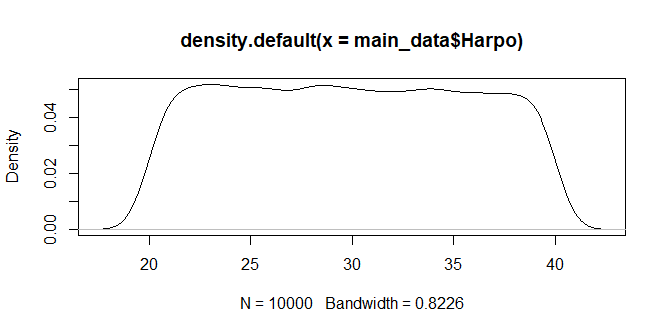 density.default(x = main_data$Harpo)
Density
0.00
0.02
0.04
20 25 30 35 40
N = 10000 Bandwidth = 0.8226